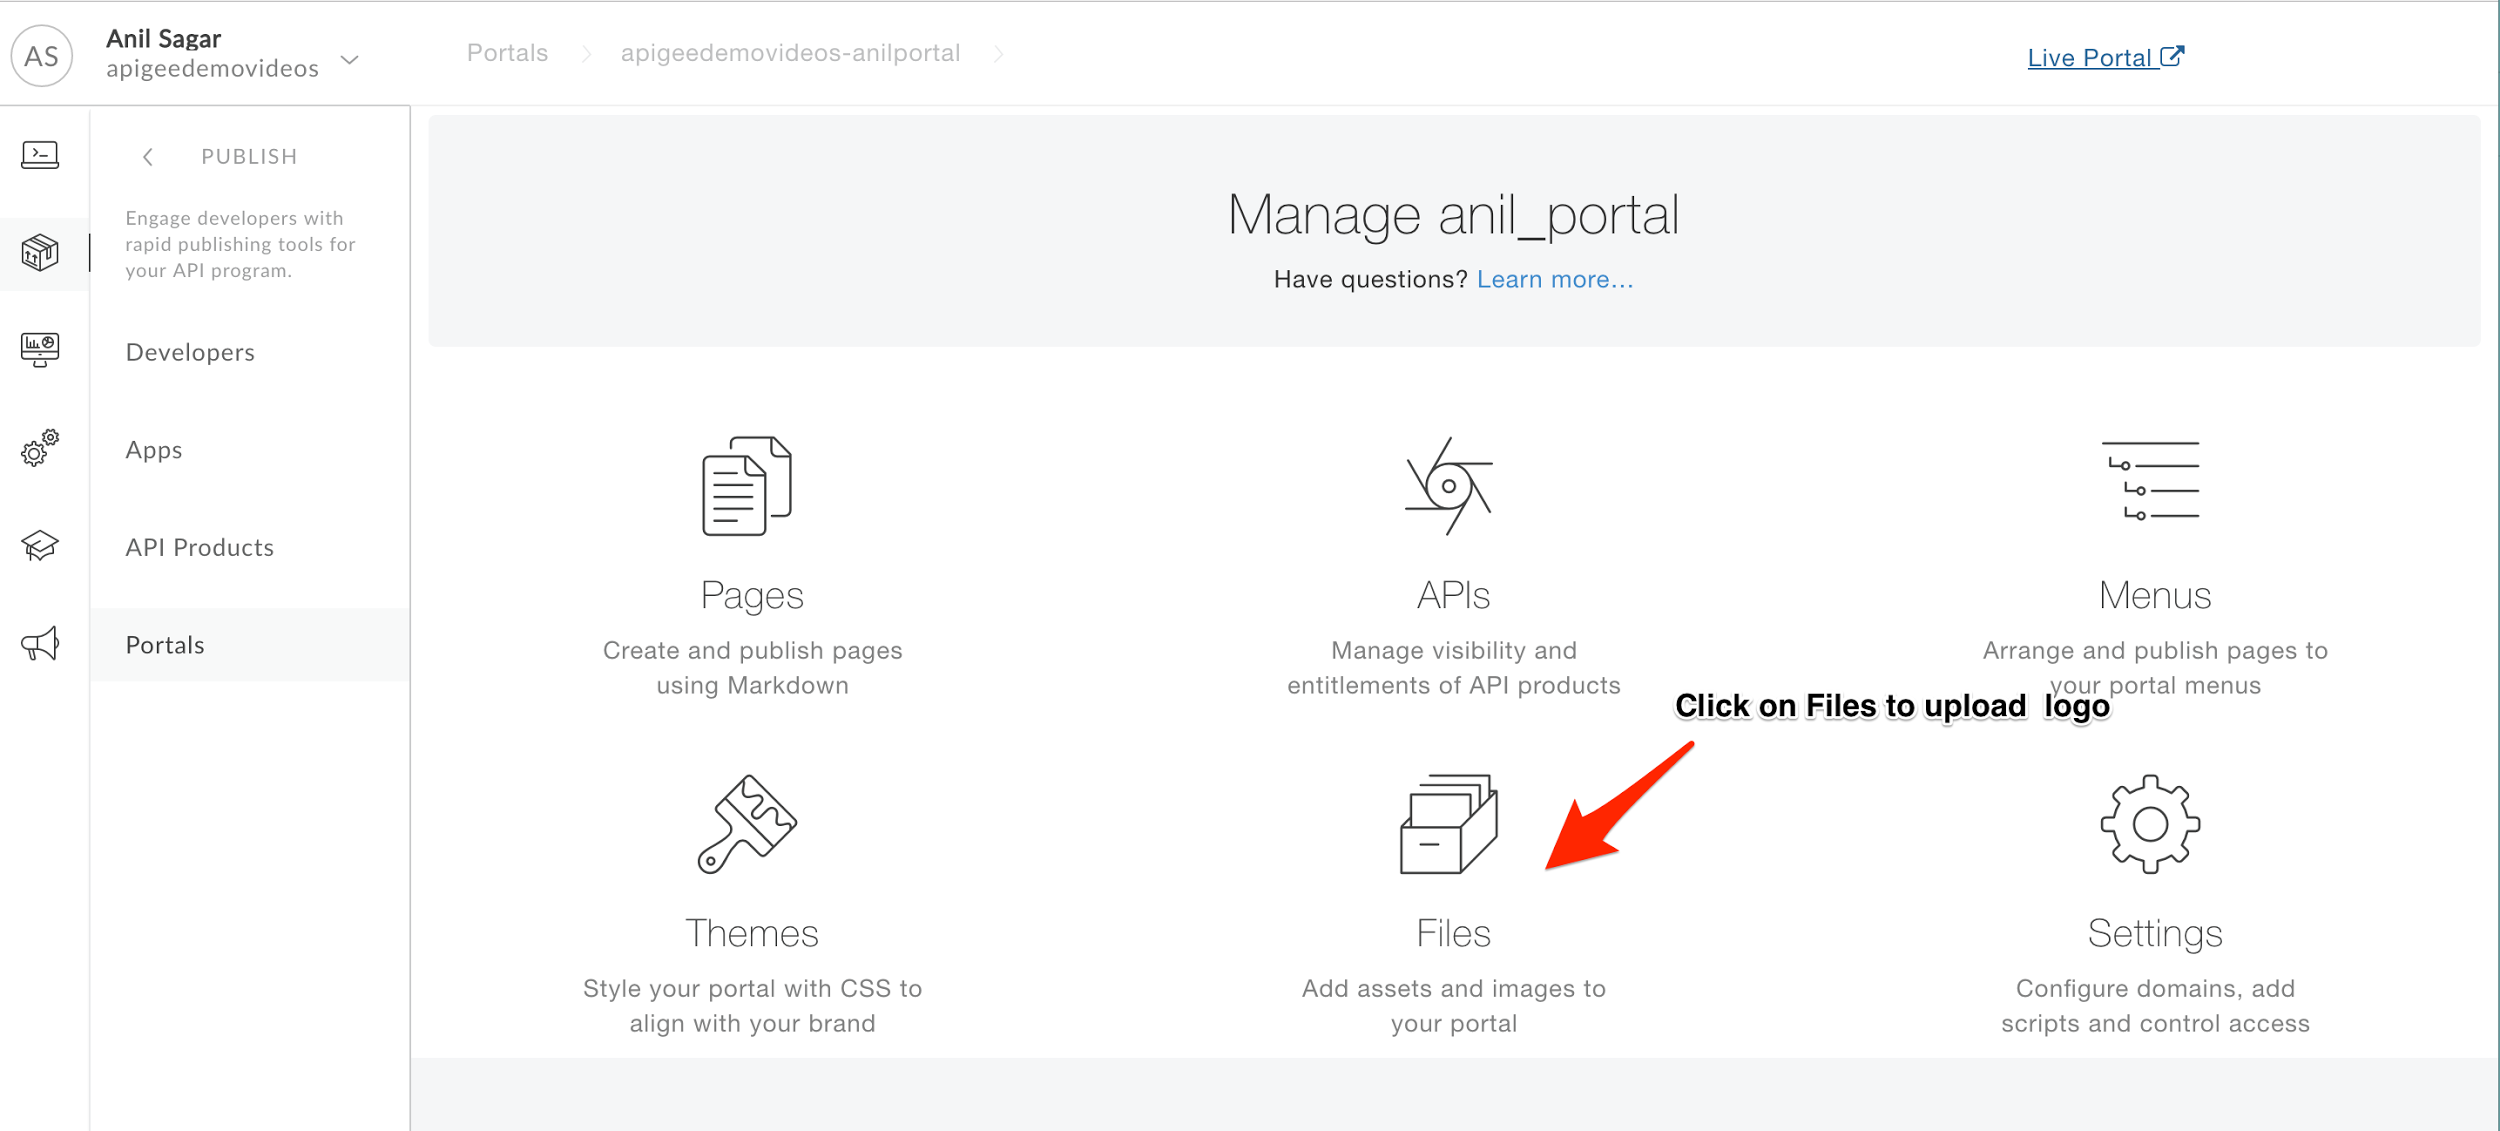 AS
Anil Sagar
apigeedemovideos
Portals
apigeedemovideos-anilportal
Live Portal
PUBLISH
Engage developers with
rapid publishing tools for
your API program.
Developers
Apps
API Products
Portals
Manage anil_portal
Have questions? Learn more...
Pages
Create and publish pages
using Markdown
APIs
Manage visibility and
entitlements of API products
Menus
Arrange and publish pages to
your portal menus
Click on Files to upload logo
Themes
Style your portal with CSS to
align with your brand
Files
Add assets and images to
your portal
Settings
Configure domains, add
scripts and control access